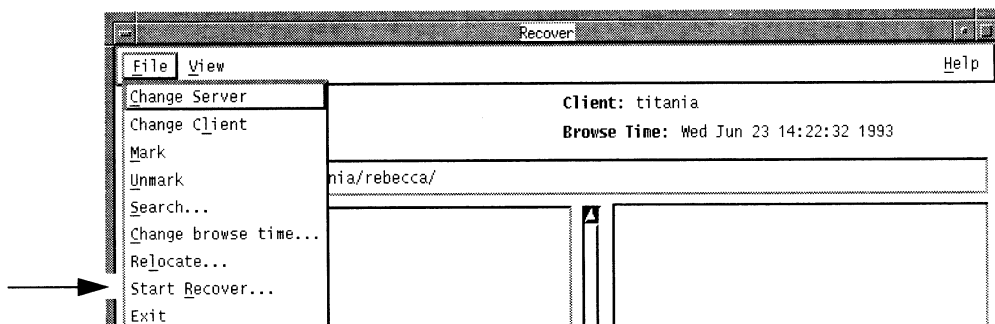 Recover
File View Help
Change Server
Client: titania
Change Client
Browse Time: Wed Jun 23 14:22:32 1993
Mark
Unmark
nia/rebecca/
Search...
Change browse time...
Relocate...
Start Recover...
Exit